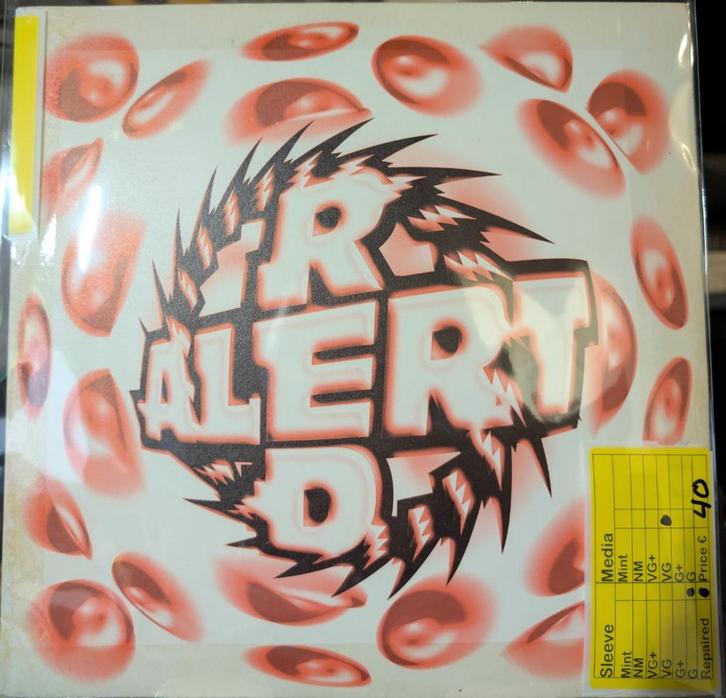 R
ALERT
D
Sleeve Media
Mint Mint
NM NM
VG+ VG+
VG VG
G+ G+
G G
Repaired Price € 40